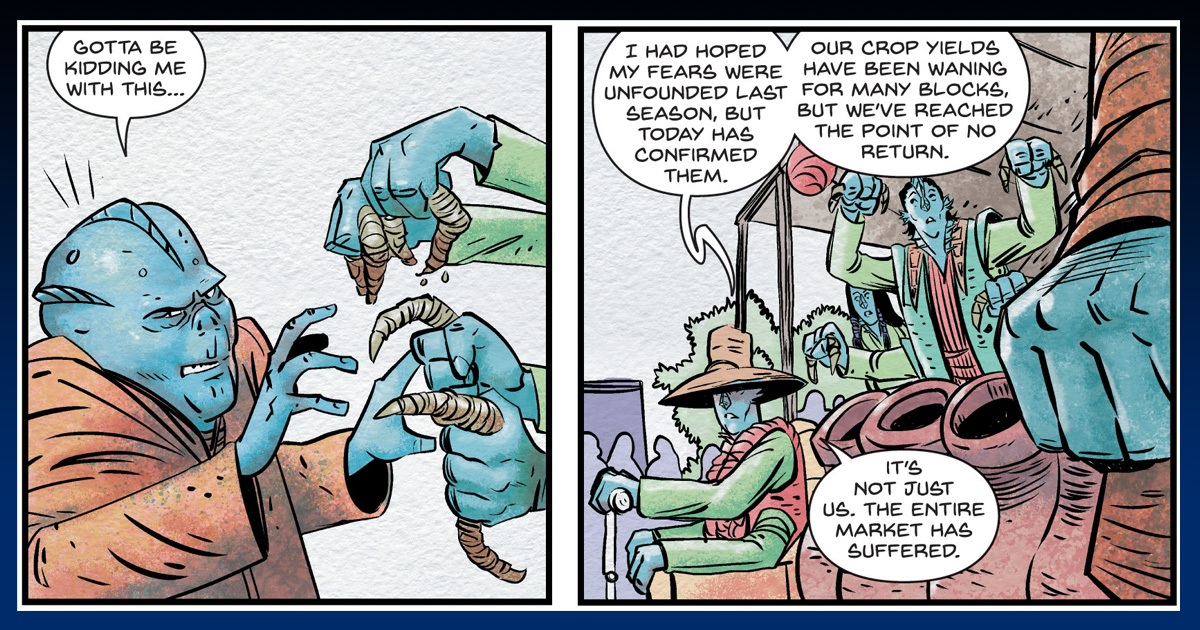 GOTTA BE
KIDDING ME
WITH THIS...
I HAD HOPED
MY FEARS WERE
UNFOUNDED LAST
SEASON, BUT
TODAY HAS
CONFIRMED
THEM.
OUR CROP YIELDS
HAVE BEEN WANING
FOR MANY BLOCKS,
BUT WE'VE REACHED
THE POINT OF NO
RETURN.
IT'S
NOT JUST
US. THE ENTIRE
MARKET HAS
SUFFERED.